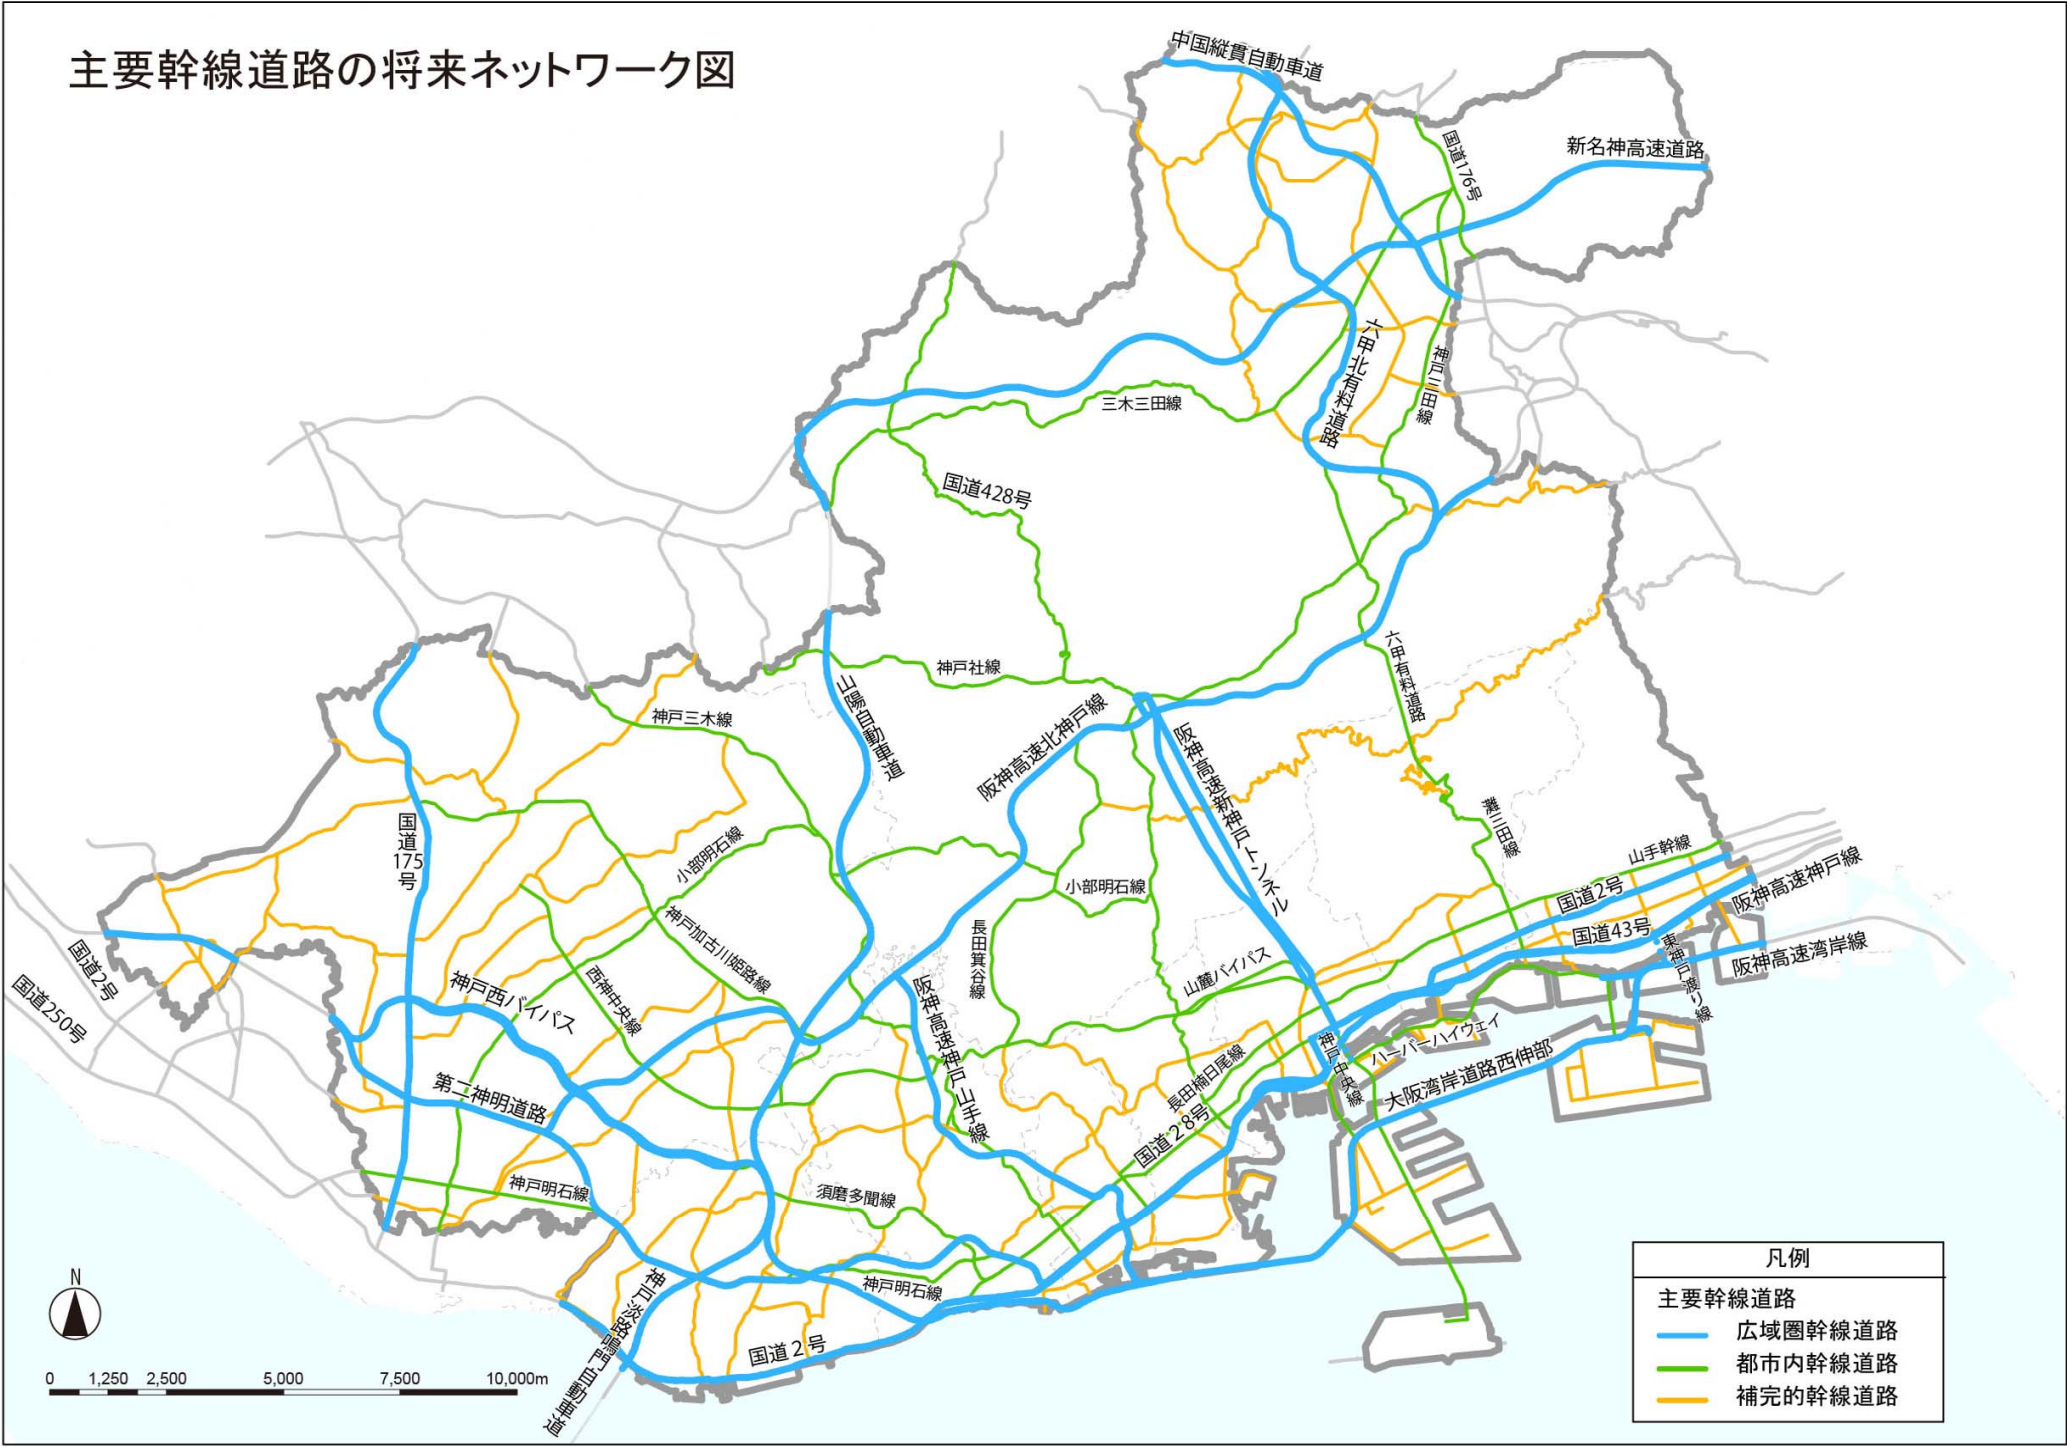 主要幹線道路の将来ネットワーク図
中国縦貫自動車道
国道176号
新名神高速道路
六甲北有料道路
神戸三田線
三木三田線
国道428号
神戸社線
山陽自動車道
神戸三木線
阪神高速北神戸線
阪神高速新神戸トンネル
六甲有料道路
灘三田線
山手幹線
国道2号
阪神高速神戸線
国道43号
東神戸渡り線
阪神高速湾岸線
国道175号
小部明石線
小部明石線
神戸加古川姫路線
長田箕谷線
山麓バイパス
国道2号
国道250号
神戸西バイパス
西神中央線
阪神高速神戸山手線
ハーバーハイウェイ
神戸中央線
大阪湾岸道路西伸部
長田楠日尾線
国道28号
第二神明道路
神戸明石線
須磨多聞線
神戸明石線
神戸淡路鳴門自動車道
国道2号
N
0 1,250 2,500 5,000 7,500 10,000m
凡例
主要幹線道路
広域圏幹線道路
都市内幹線道路
補完的幹線道路